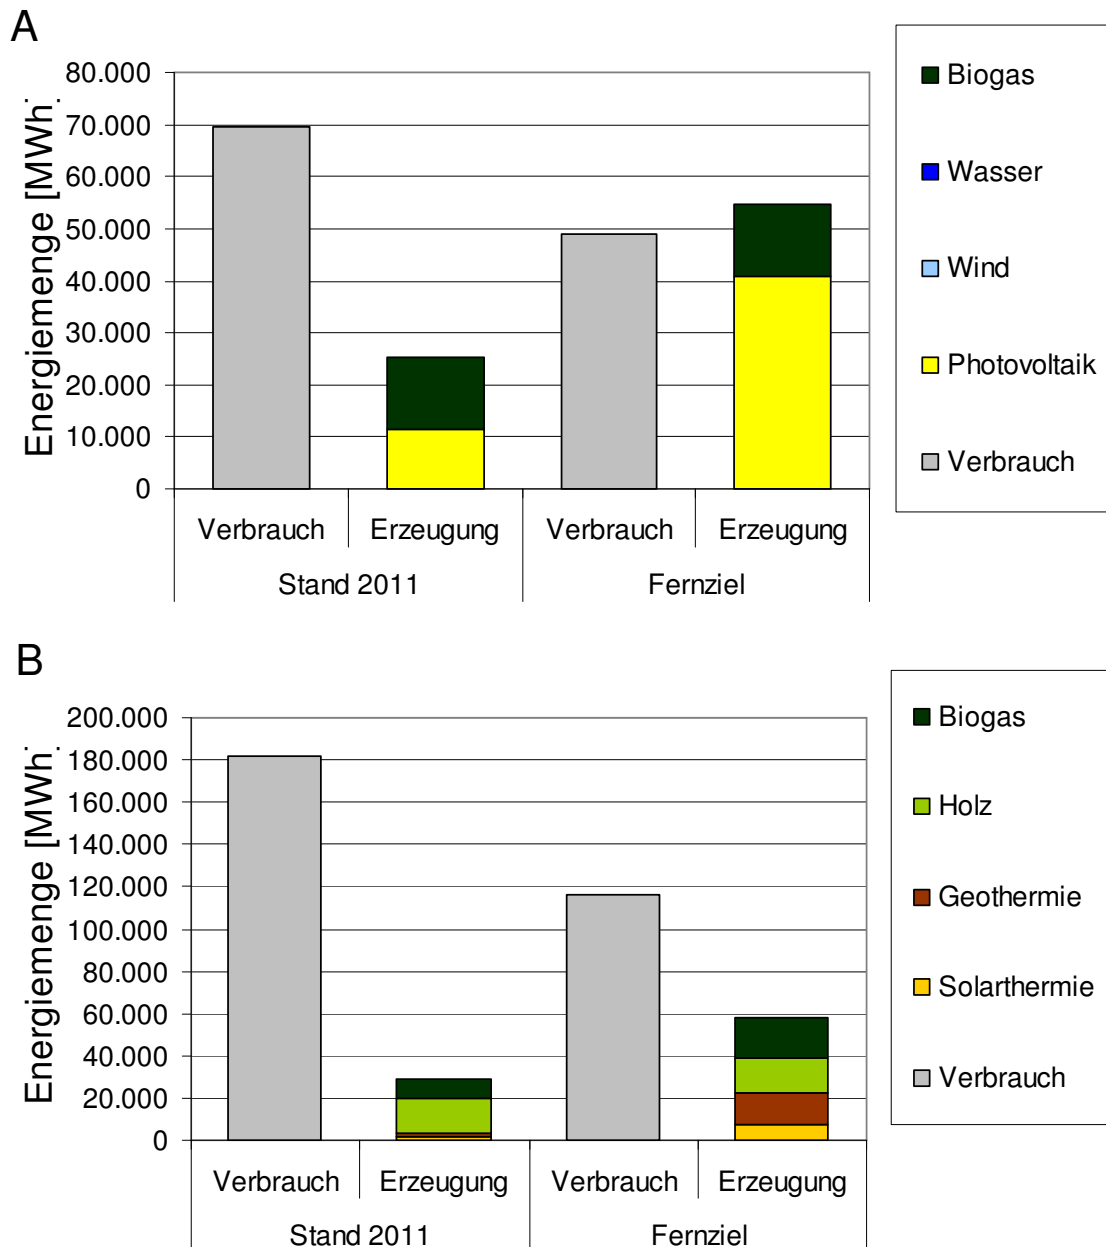 A
Energiemenge [MWh]
80.000
70.000
60.000
50.000
40.000
30.000
20.000
10.000
0
Verbrauch
Erzeugung
Verbrauch
Erzeugung
Stand 2011
Fernziel
Biogas
Wasser
Wind
Photovoltaik
Verbrauch
B
Energiemenge [MWh]
200.000
180.000
160.000
140.000
120.000
100.000
80.000
60.000
40.000
20.000
0
Verbrauch
Erzeugung
Verbrauch
Erzeugung
Stand 2011
Fernziel
Biogas
Holz
Geothermie
Solarthermie
Verbrauch